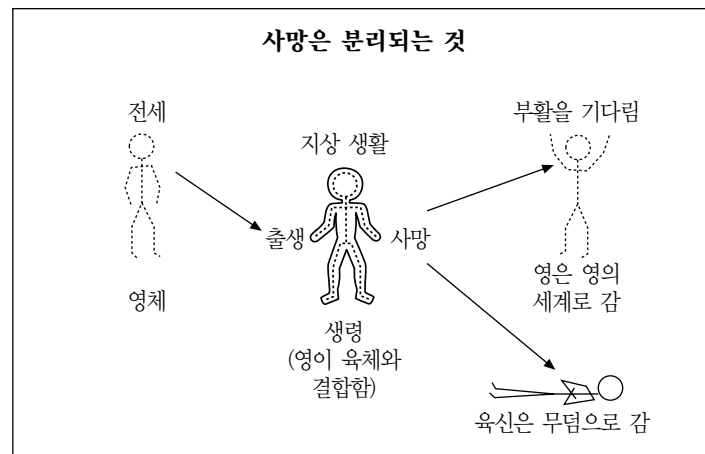 사망은 분리되는 것
전세
영체
지상 생활
출생
사망
생령
(영이 육체와
결합함)
부활을 기다림
영은 영의
세계로 감
육신은 무덤으로 감